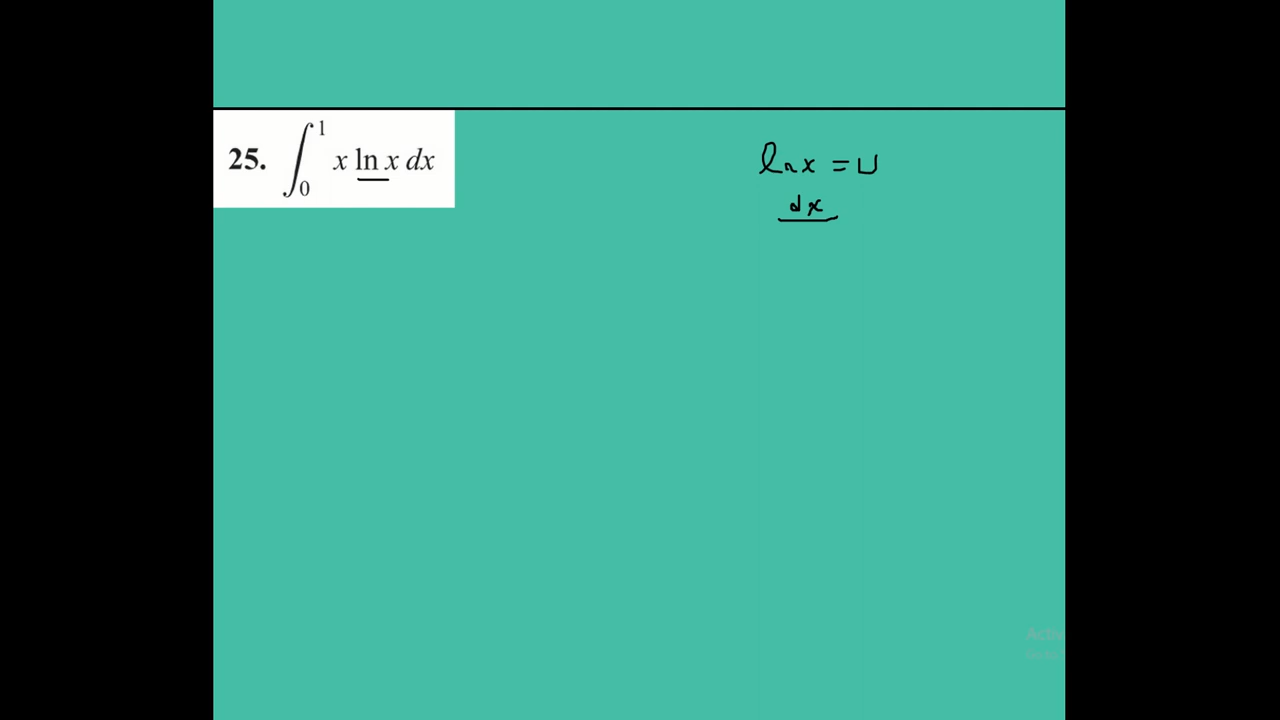 25. ∫₀¹ x ln x dx
ln x = u
dx